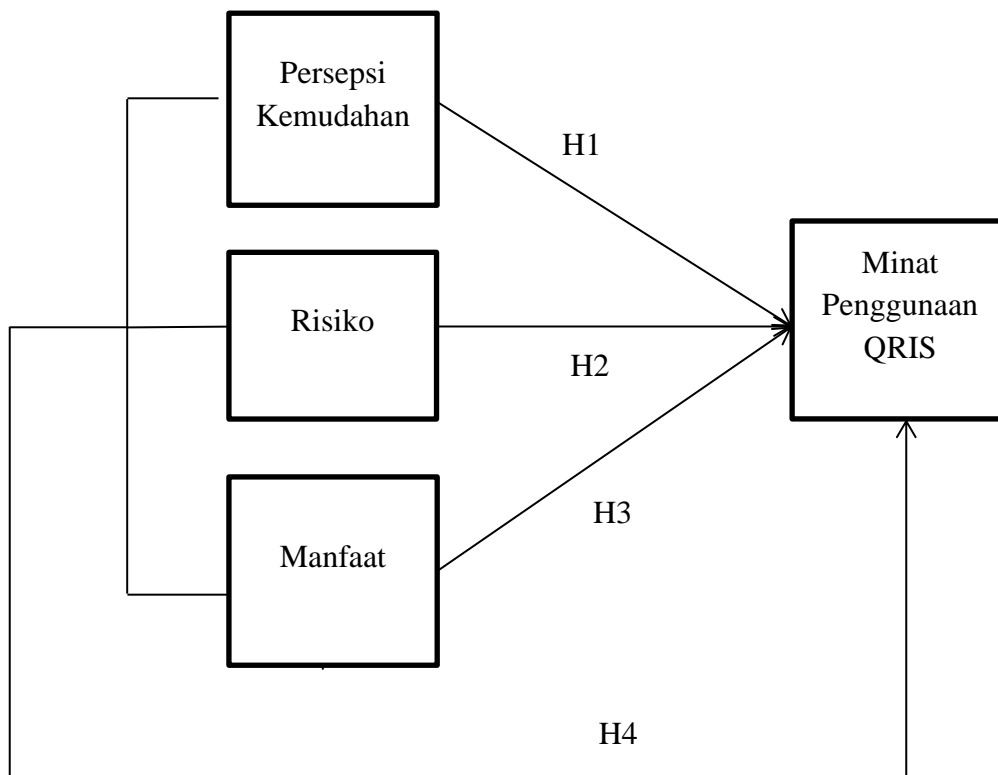 Persepsi
Kemudahan
H1
Risiko
H2
Minat
Penggunaan
QRIS
Manfaat
H3
H4